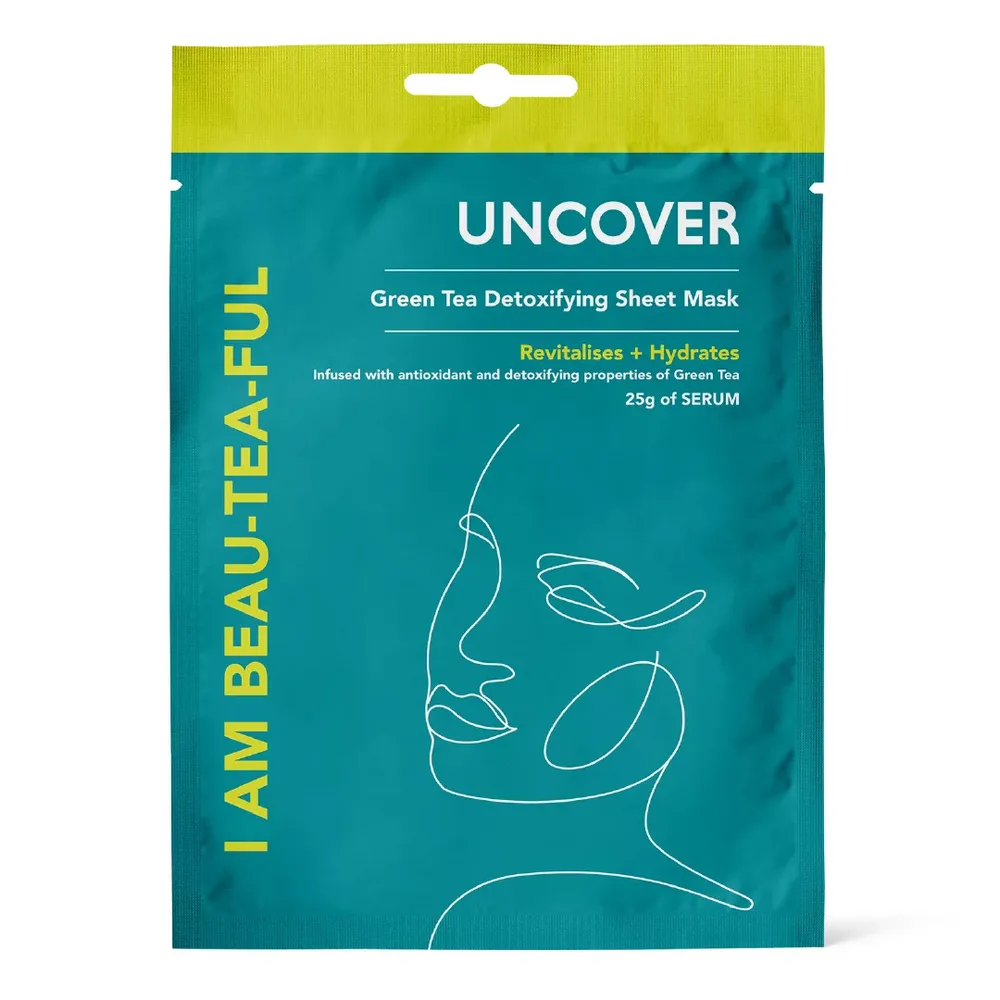 UNCOVER
Green Tea Detoxifying Sheet Mask
Revitalises + Hydrates
Infused with antioxidant and detoxifying properties of Green Tea
25g of SERUM
I AM BEAU-TEA-FUL